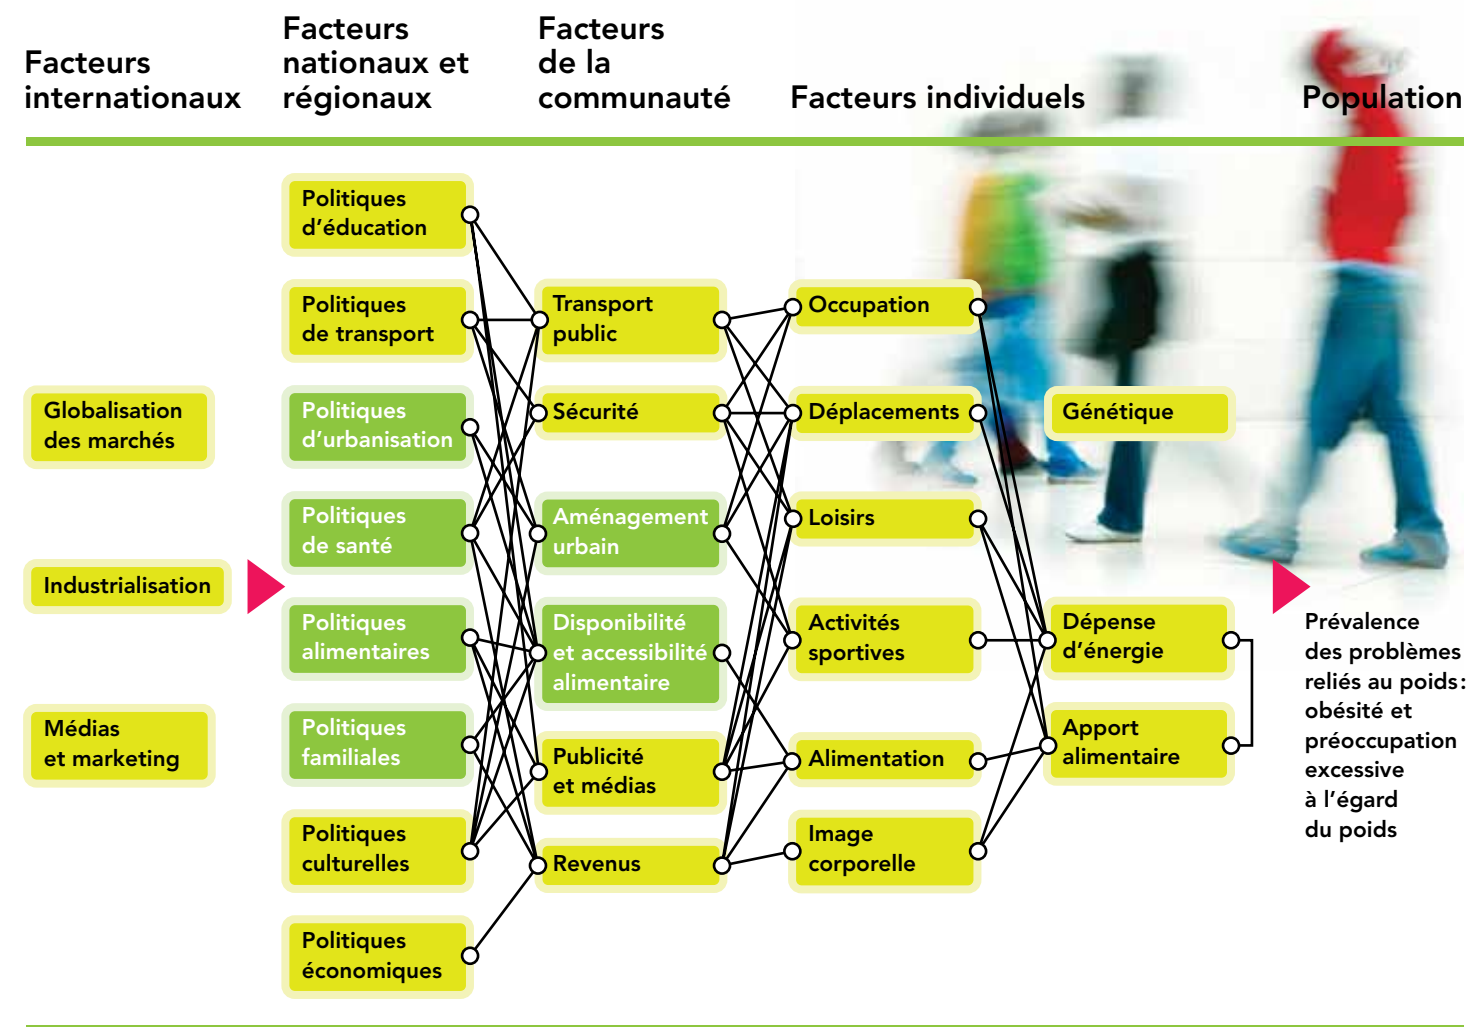 Facteurs
internationaux
Facteurs
nationaux et
régionaux
Facteurs
de la
communauté
Facteurs individuels
Population
Globalisation
des marchés
Industrialisation
Médias
et marketing
Politiques
d’éducation
Politiques
de transport
Politiques
d’urbanisation
Politiques
de santé
Politiques
alimentaires
Politiques
familiales
Politiques
culturelles
Politiques
économiques
Transport
public
Sécurité
Aménagement
urbain
Disponibilité
et accessibilité
alimentaire
Publicité
et médias
Revenus
Occupation
Déplacements
Loisirs
Activités
sportives
Alimentation
Image
corporelle
Génétique
Dépense
d’énergie
Apport
alimentaire
Prévalence
des problèmes
reliés au poids :
obésité et
préoccupation
excessive
à l’égard
du poids